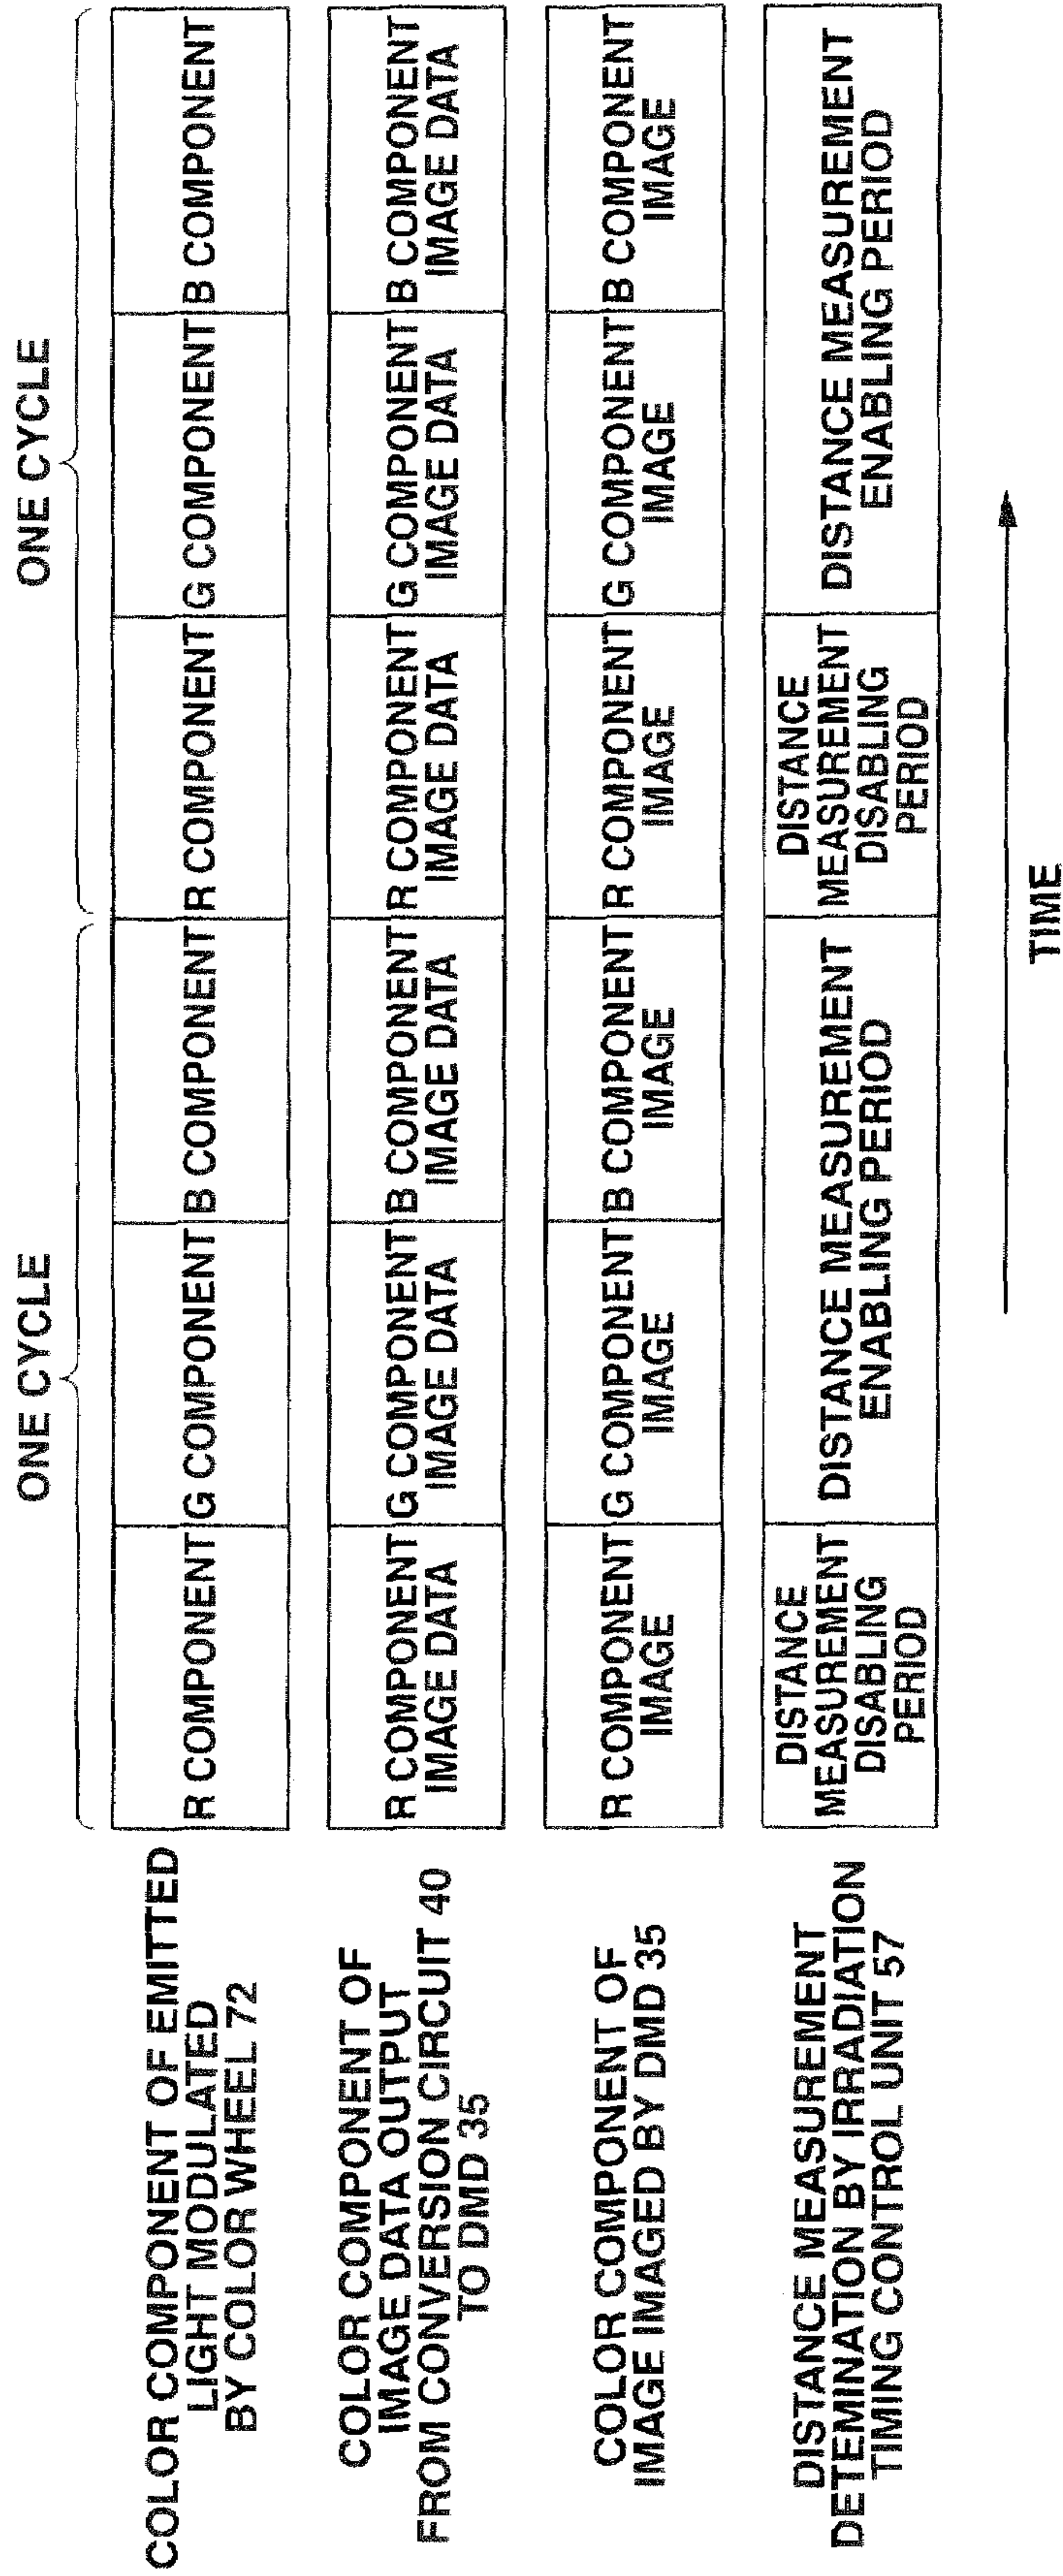 ONE CYCLE
ONE CYCLE
COLOR COMPONENT OF EMITTED
LIGHT MODULATED
BY COLOR WHEEL 72
R COMPONENT
G COMPONENT
B COMPONENT
R COMPONENT
G COMPONENT
B COMPONENT
COLOR COMPONENT OF
IMAGE DATA OUTPUT
FROM CONVERSION CIRCUIT 40
TO DMD 35
R COMPONENT
IMAGE DATA
G COMPONENT
IMAGE DATA
B COMPONENT
IMAGE DATA
R COMPONENT
IMAGE DATA
G COMPONENT
IMAGE DATA
B COMPONENT
IMAGE DATA
COLOR COMPONENT OF
IMAGE IMAGED BY DMD 35
R COMPONENT
IMAGE
G COMPONENT
IMAGE
B COMPONENT
IMAGE
R COMPONENT
IMAGE
G COMPONENT
IMAGE
B COMPONENT
IMAGE
DISTANCE MEASUREMENT
DETEMINATION BY IRRADIATION
TIMING CONTROL UNIT 57
DISTANCE
MEASUREMENT
DISABLING
PERIOD
DISTANCE MEASUREMENT
ENABLING PERIOD
DISTANCE
MEASUREMENT
DISABLING
PERIOD
DISTANCE MEASUREMENT
ENABLING PERIOD
TIME